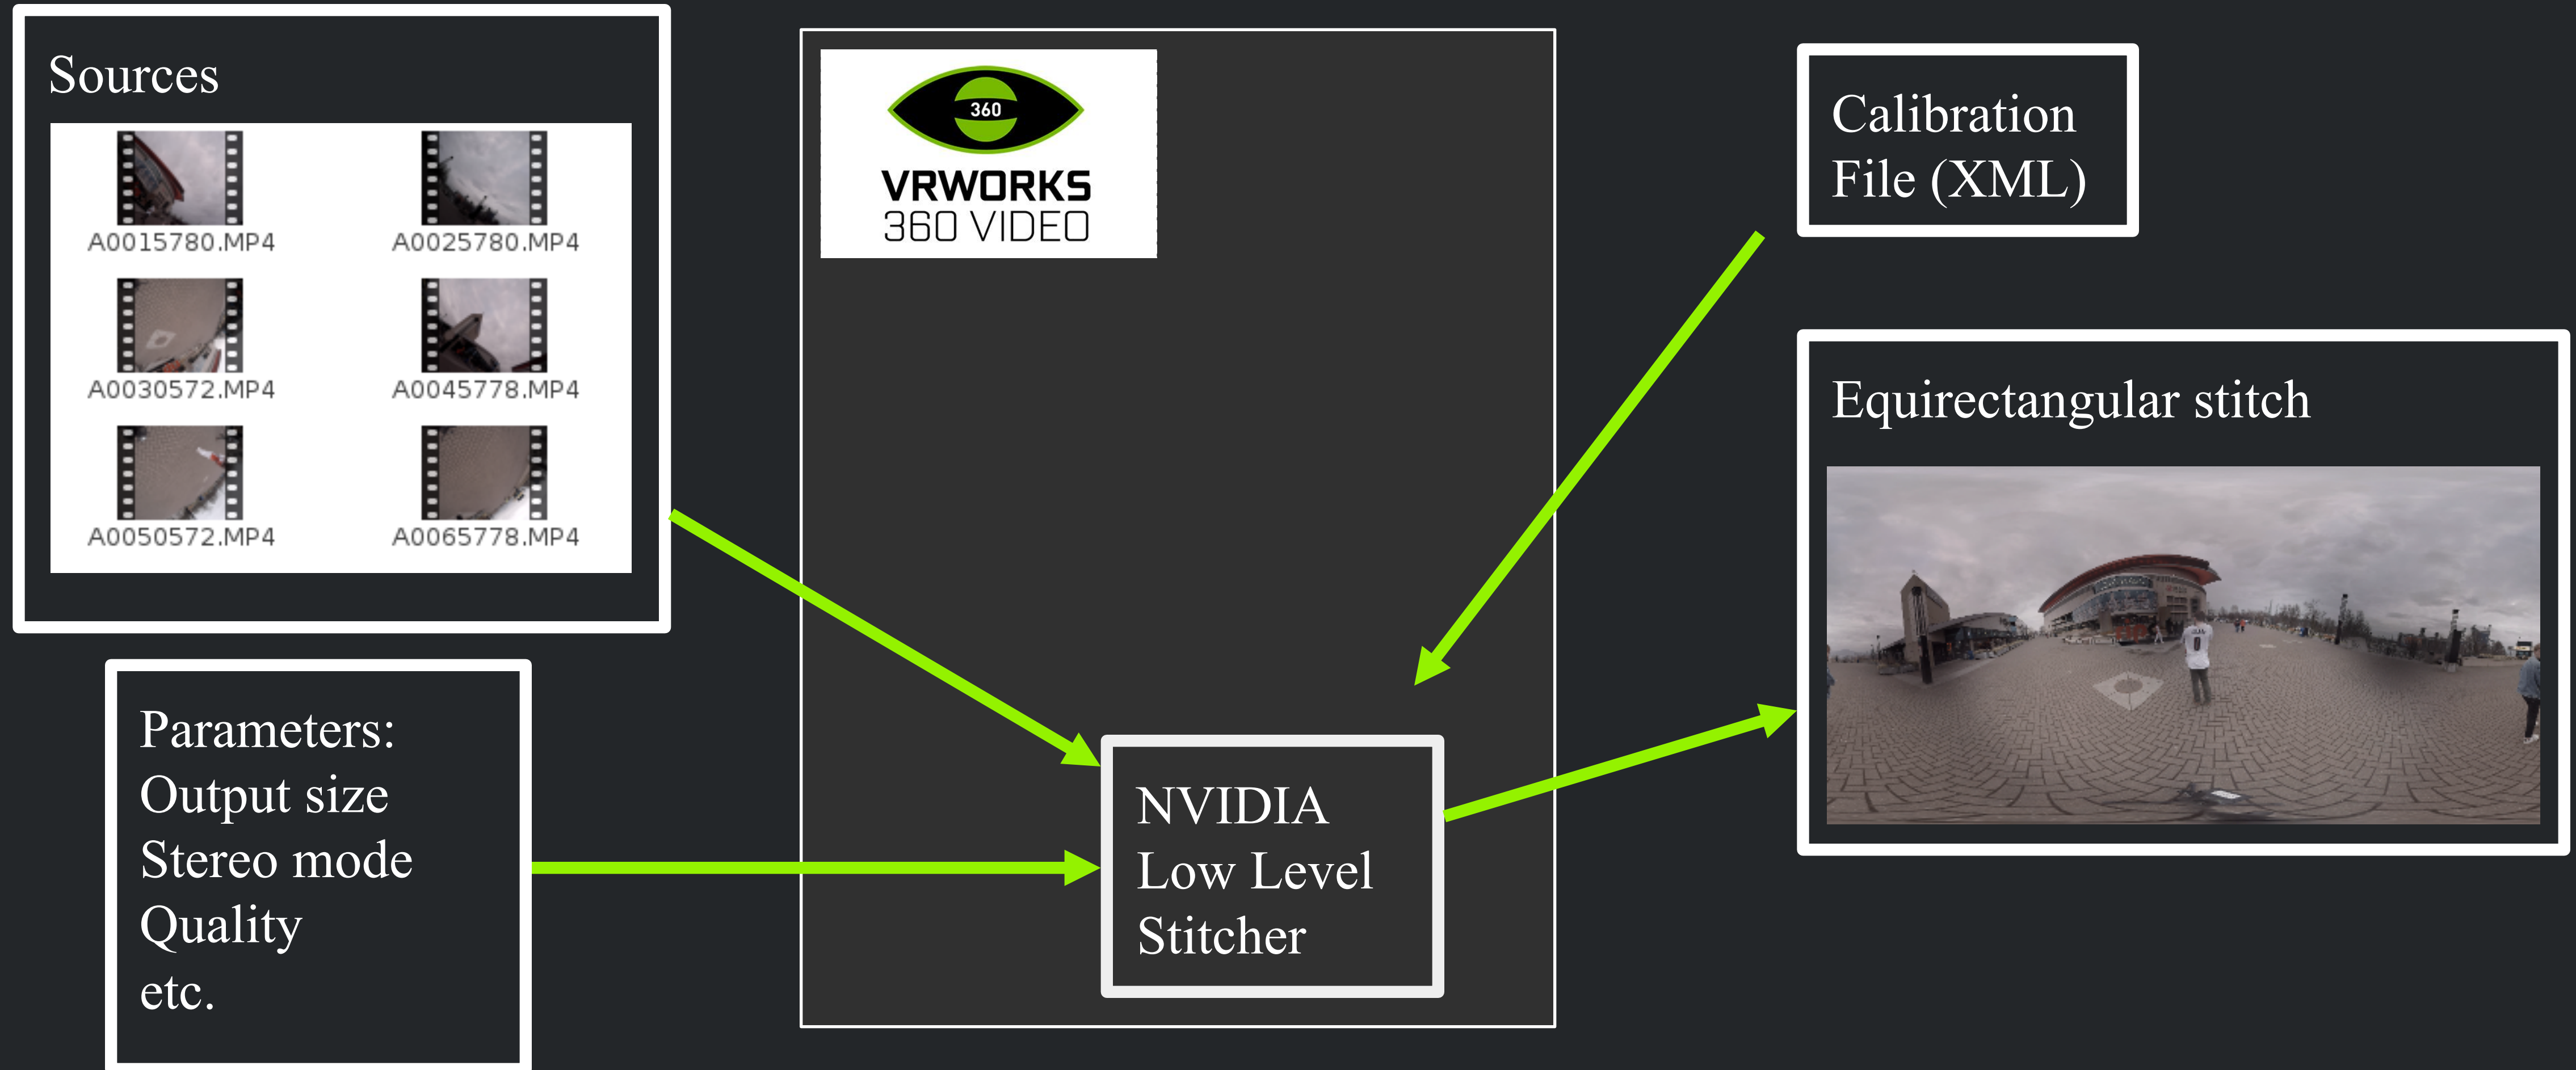 Sources
A0015780.MP4
A0025780.MP4
A0030572.MP4
A0045778.MP4
A0050572.MP4
A0065778.MP4
Parameters:
Output size
Stereo mode
Quality
etc.
360
VRWORKS
360 VIDEO
NVIDIA
Low Level
Stitcher
Calibration
File (XML)
Equirectangular stitch
0